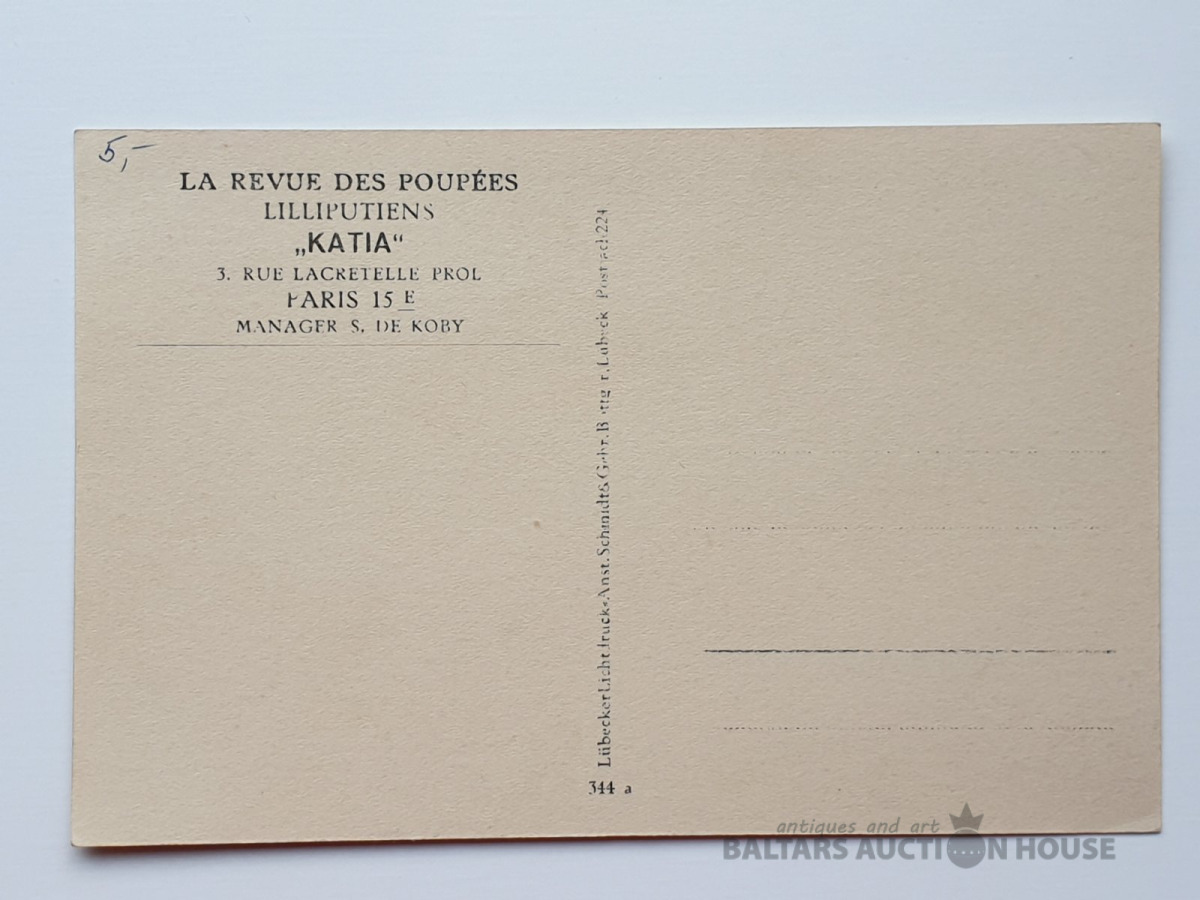 5,-
LA REVUE DES POUPÉES
LILLIPUTIENS
„KATIA“
3. RUE LACRETELLE PROL
PARIS 15 E
MANAGER S. DE KOBY
Lübecker Lichtdruck-Anst. Schmidt & Gebr. Böttger, Lübeck Postfach 224
344 a
antiques and art
BALTARS AUCTION HOUSE